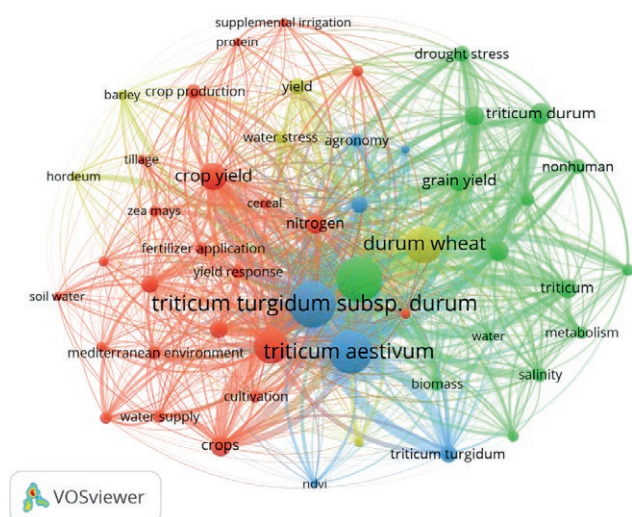 supplemental irrigation
protein
drought stress
barley
crop production
yield
triticum durum
water stress
agronomy
tillage
nonhuman
hordeum
crop yield
grain yield
zea mays
cereal
nitrogen
durum wheat
fertilizer application
yield response
soil water
triticum turgidum subsp. durum
triticum
water
metabolism
mediterranean environment
triticum aestivum
biomass
salinity
cultivation
water supply
crops
triticum turgidum
ndvi
VOSviewer